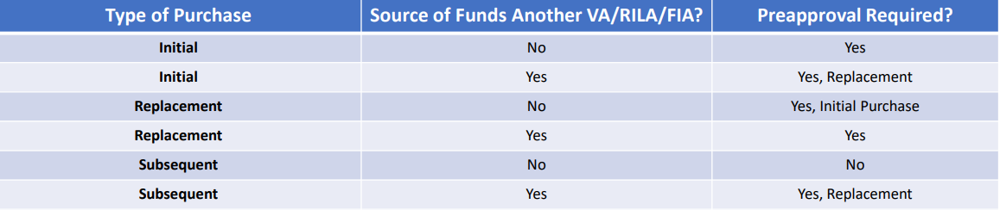 Type of Purchase Source of Funds Another VA/RILA/FIA? Preapproval Required?
Initial No Yes
Initial Yes Yes, Replacement
Replacement No Yes, Initial Purchase
Replacement Yes Yes
Subsequent No No
Subsequent Yes Yes, Replacement